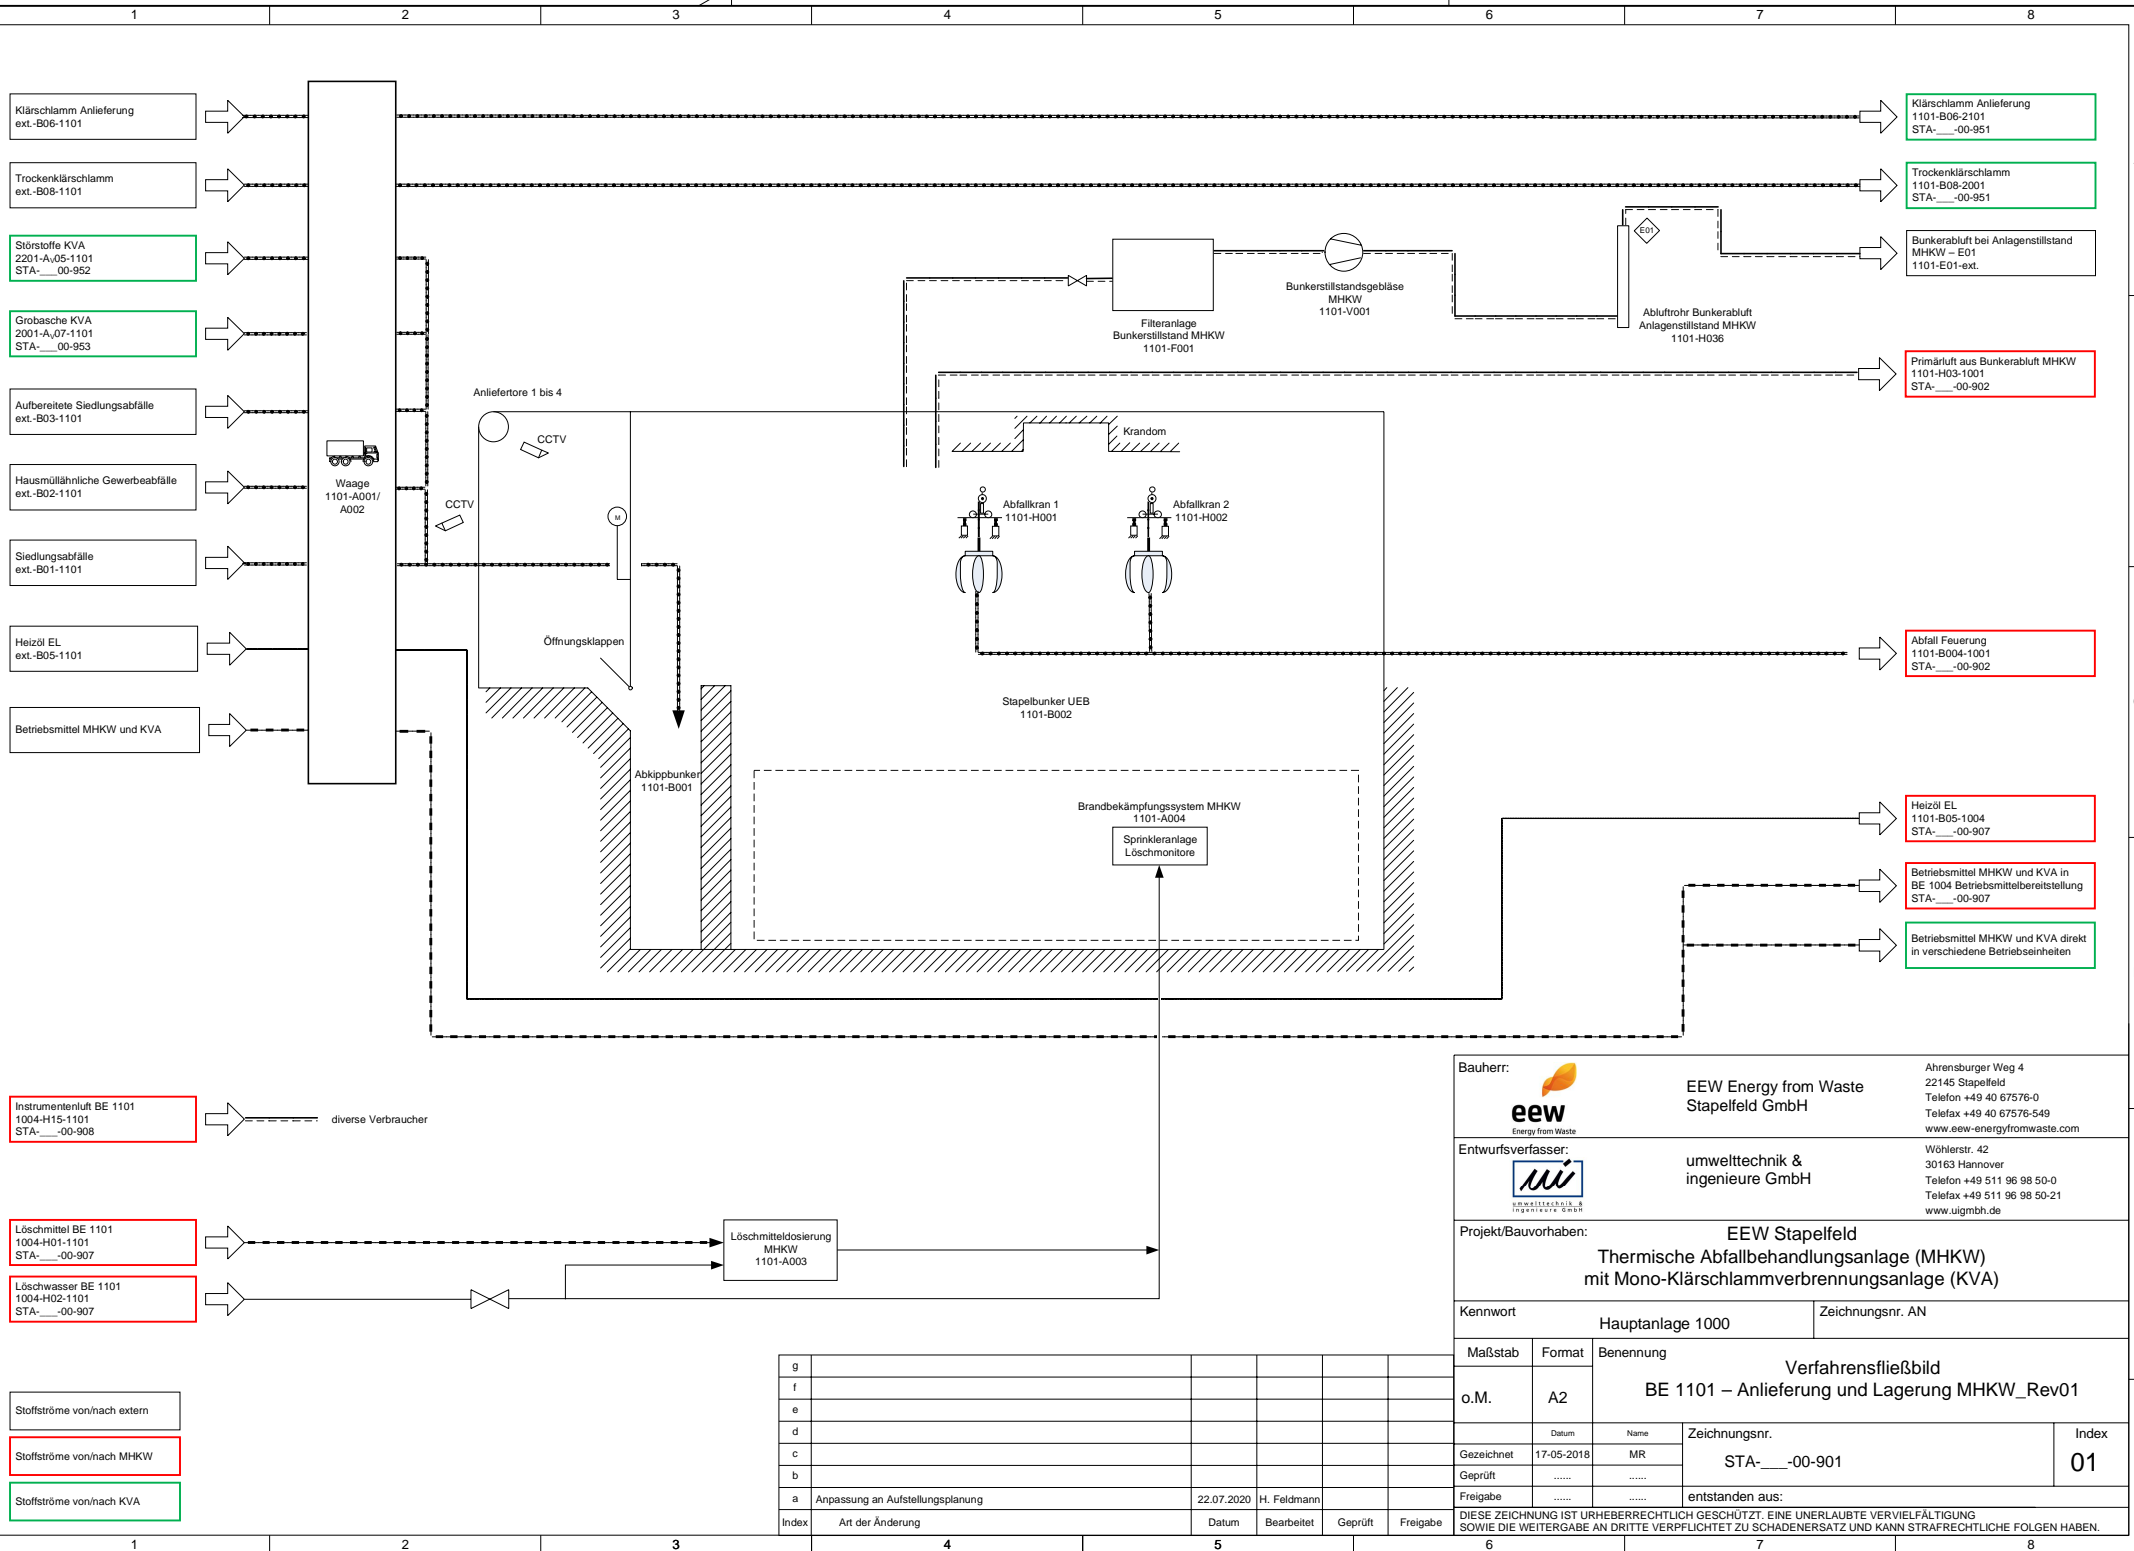 1 2 3 4 5 6 7 8
Klärschlamm Anlieferung
ext.-B06-1101
Trockenklärschlamm
ext.-B08-1101
Störstoffe KVA
2201-Aᵥ05-1101
STA-___00-952
Grobasche KVA
2001-Aᵥ07-1101
STA-___00-953
Aufbereitete Siedlungsabfälle
ext.-B03-1101
Hausmüllähnliche Gewerbeabfälle
ext.-B02-1101
Siedlungsabfälle
ext.-B01-1101
Heizöl EL
ext.-B05-1101
Betriebsmittel MHKW und KVA
Waage
1101-A001/
A002
Anliefertore 1 bis 4
CCTV
CCTV
M
Öffnungsklappen
Abkippbunker
1101-B001
Filteranlage
Bunkerstillstand MHKW
1101-F001
Bunkerstillstandsgebläse
MHKW
1101-V001
E01
Abluftrohr Bunkerabluft
Anlagenstillstand MHKW
1101-H036
Krandom
Abfallkran 1
1101-H001
Abfallkran 2
1101-H002
Stapelbunker UEB
1101-B002
Brandbekämpfungssystem MHKW
1101-A004
Sprinkleranlage
Löschmonitore
Klärschlamm Anlieferung
1101-B06-2101
STA-___-00-951
Trockenklärschlamm
1101-B08-2001
STA-___-00-951
Bunkerabluft bei Anlagenstillstand
MHKW – E01
1101-E01-ext.
Primärluft aus Bunkerabluft MHKW
1101-H03-1001
STA-___-00-902
Abfall Feuerung
1101-B004-1001
STA-___-00-902
Heizöl EL
1101-B05-1004
STA-___-00-907
Betriebsmittel MHKW und KVA in
BE 1004 Betriebsmittelbereitstellung
STA-___-00-907
Betriebsmittel MHKW und KVA direkt
in verschiedene Betriebseinheiten
Instrumentenluft BE 1101
1004-H15-1101
STA-___-00-908
diverse Verbraucher
Löschmittel BE 1101
1004-H01-1101
STA-___-00-907
Löschwasser BE 1101
1004-H02-1101
STA-___-00-907
Löschmitteldosierung
MHKW
1101-A003
Stoffströme von/nach extern
Stoffströme von/nach MHKW
Stoffströme von/nach KVA
g
f
e
d
c
b
a Anpassung an Aufstellungsplanung 22.07.2020 H. Feldmann
Index Art der Änderung Datum Bearbeitet Geprüft Freigabe
Bauherr:
eew
Energy from Waste
EEW Energy from Waste
Stapelfeld GmbH
Ahrensburger Weg 4
22145 Stapelfeld
Telefon +49 40 67576-0
Telefax +49 40 67576-549
www.eew-energyfromwaste.com
Entwurfsverfasser:
ui
umwelttechnik &
ingenieure GmbH
umwelttechnik &
ingenieure GmbH
Wöhlerstr. 42
30163 Hannover
Telefon +49 511 96 98 50-0
Telefax +49 511 96 98 50-21
www.uigmbh.de
Projekt/Bauvorhaben:
EEW Stapelfeld
Thermische Abfallbehandlungsanlage (MHKW)
mit Mono-Klärschlammverbrennungsanlage (KVA)
Kennwort
Hauptanlage 1000
Zeichnungsnr. AN
Maßstab Format Benennung
o.M. A2
Verfahrensfließbild
BE 1101 – Anlieferung und Lagerung MHKW_Rev01
Datum Name
Gezeichnet 17-05-2018 MR
Geprüft ...... ......
Freigabe ...... ......
Zeichnungsnr.
STA-___-00-901
Index
01
entstanden aus:
DIESE ZEICHNUNG IST URHEBERRECHTLICH GESCHÜTZT. EINE UNERLAUBTE VERVIELFÄLTIGUNG
SOWIE DIE WEITERGABE AN DRITTE VERPFLICHTET ZU SCHADENERSATZ UND KANN STRAFRECHTLICHE FOLGEN HABEN.
1 2 3 4 5 6 7 8